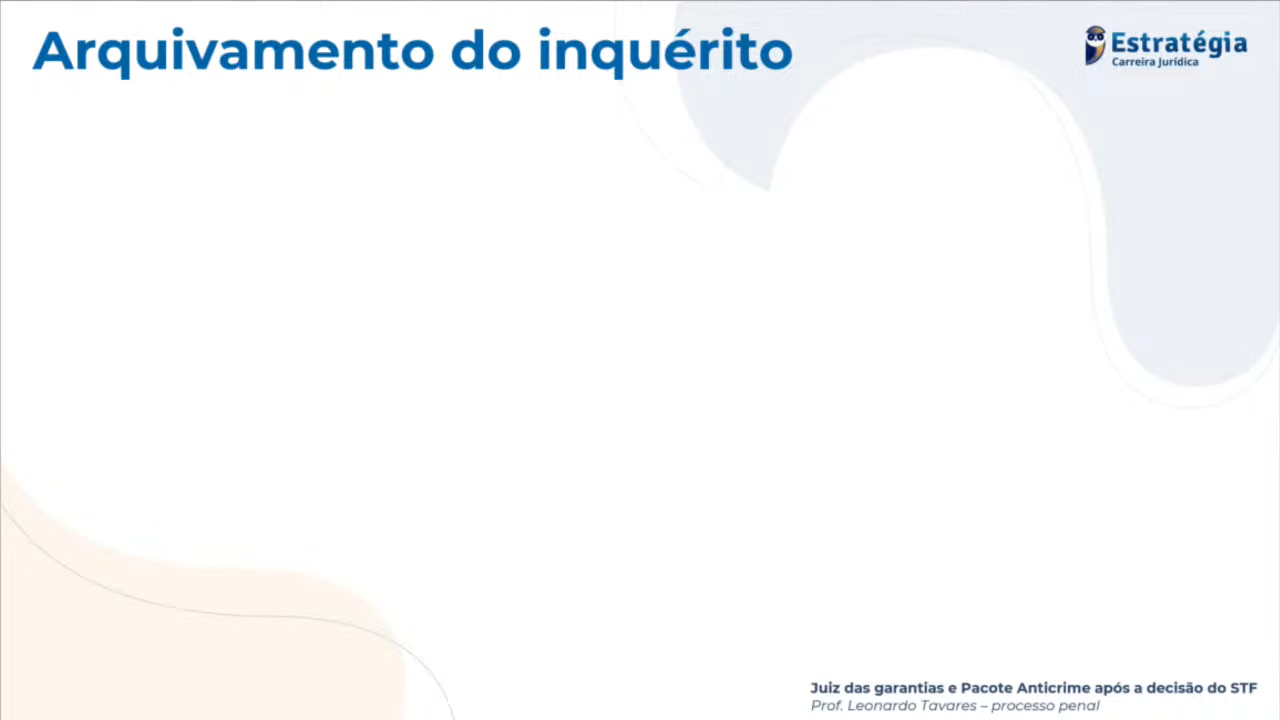 Arquivamento do inquérito
Estratégia
Carreira Jurídica
Juiz das garantias e Pacote Anticrime após a decisão do STF
Prof. Leonardo Tavares – processo penal